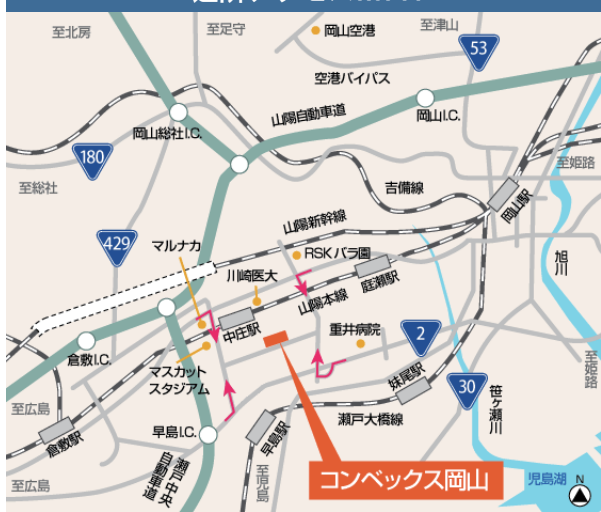 至北房
至足守
岡山空港
至津山
53
空港バイパス
山陽自動車道
岡山I.C.
岡山総社I.C.
180
至総社
吉備線
至姫路
岡山駅
429
山陽新幹線
マルナカ
RSKバラ園
旭川
川崎医大
庭瀬駅
山陽本線
中庄駅
重井病院
2
倉敷I.C.
マスカット
スタジアム
至姫路
妹尾駅
30
笹ヶ瀬川
至広島
瀬戸大橋線
倉敷駅
早島I.C.
早島駅
瀬戸中央
自動車道
至児島
コンベックス岡山
至広島
児島湖
N